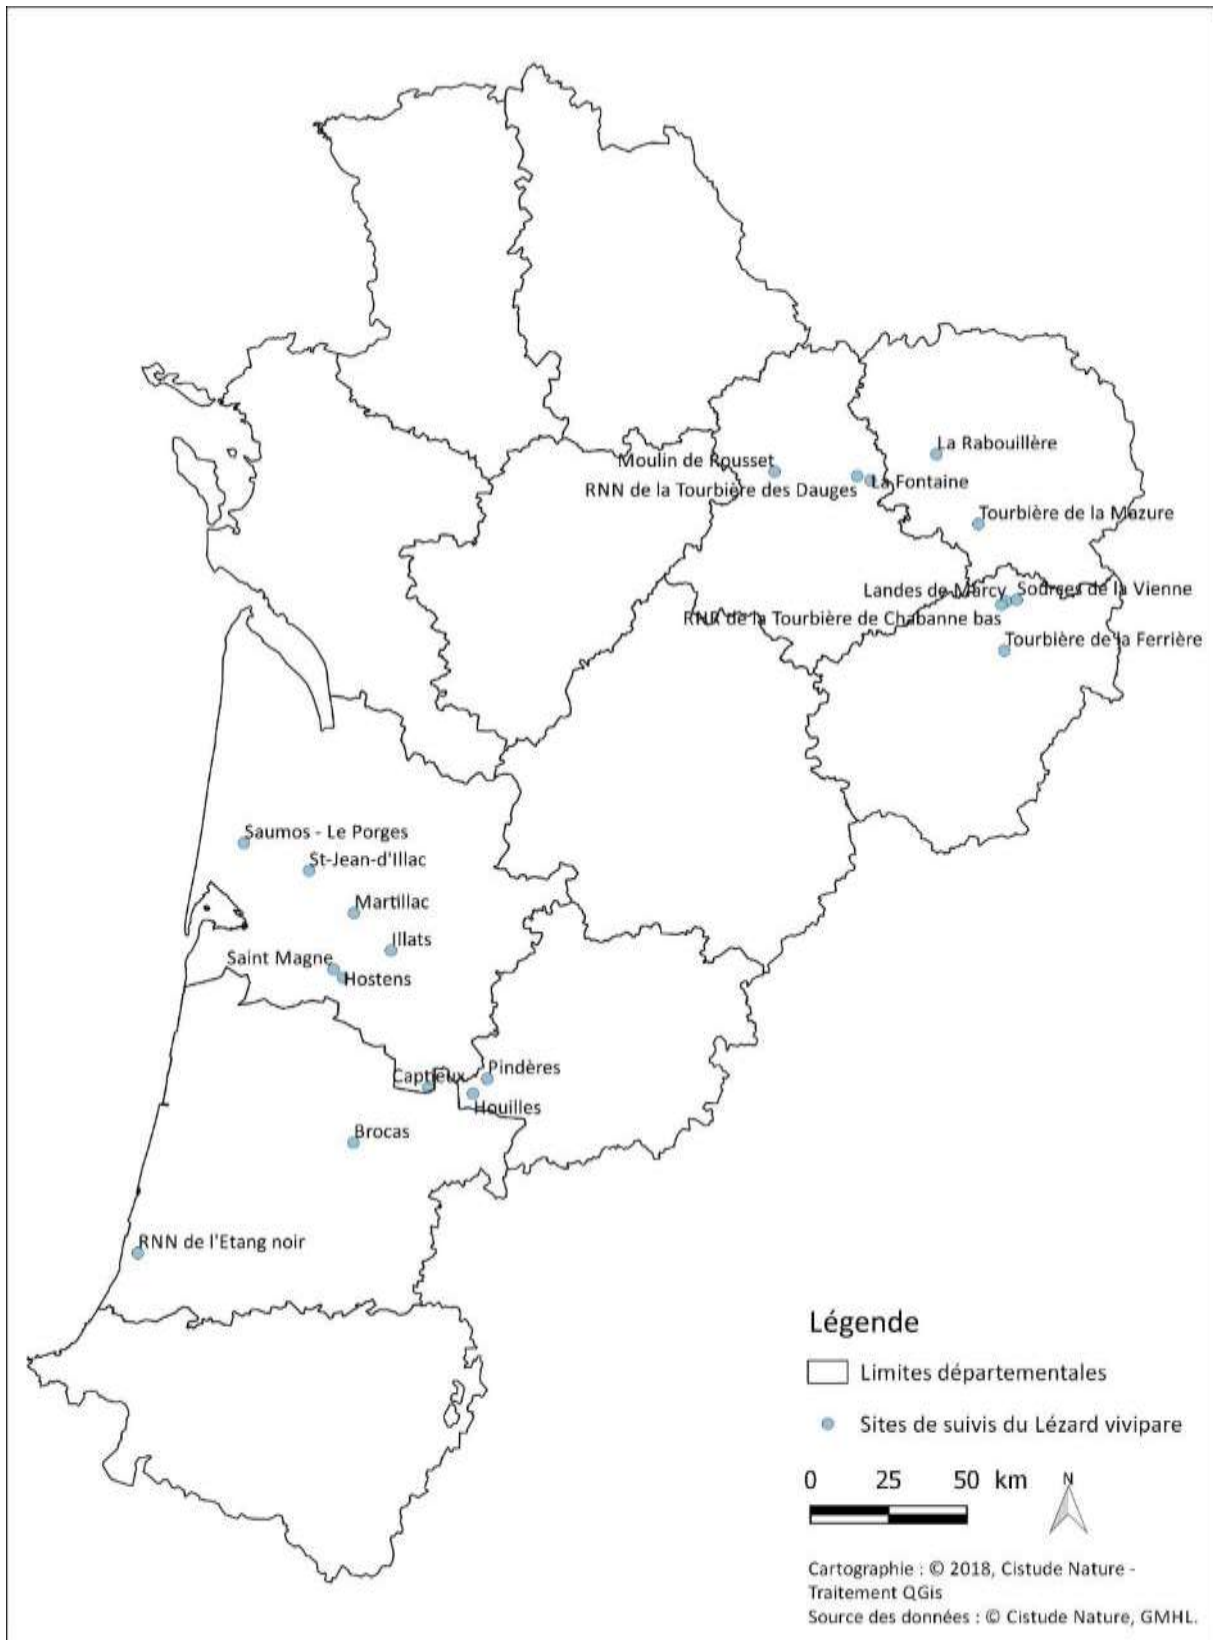 La Rabouillère
Moulin de Rousset
La Fontaine
RNN de la Tourbière des Dauges
Tourbière de la Mazure
Landes de Marcy
Sources de la Vienne
RNR de la Tourbière de Chabanne bas
Tourbière de la Ferrière
Saumos - Le Porges
St-Jean-d'Illac
Martillac
Illats
Saint Magne
Hostens
Captieux
Pindères
Houilles
Brocas
RNN de l'Etang noir
Légende
Limites départementales
Sites de suivis du Lézard vivipare
0 25 50 km
N
Cartographie : © 2018, Cistude Nature -
Traitement QGis
Source des données : © Cistude Nature, GMHL.